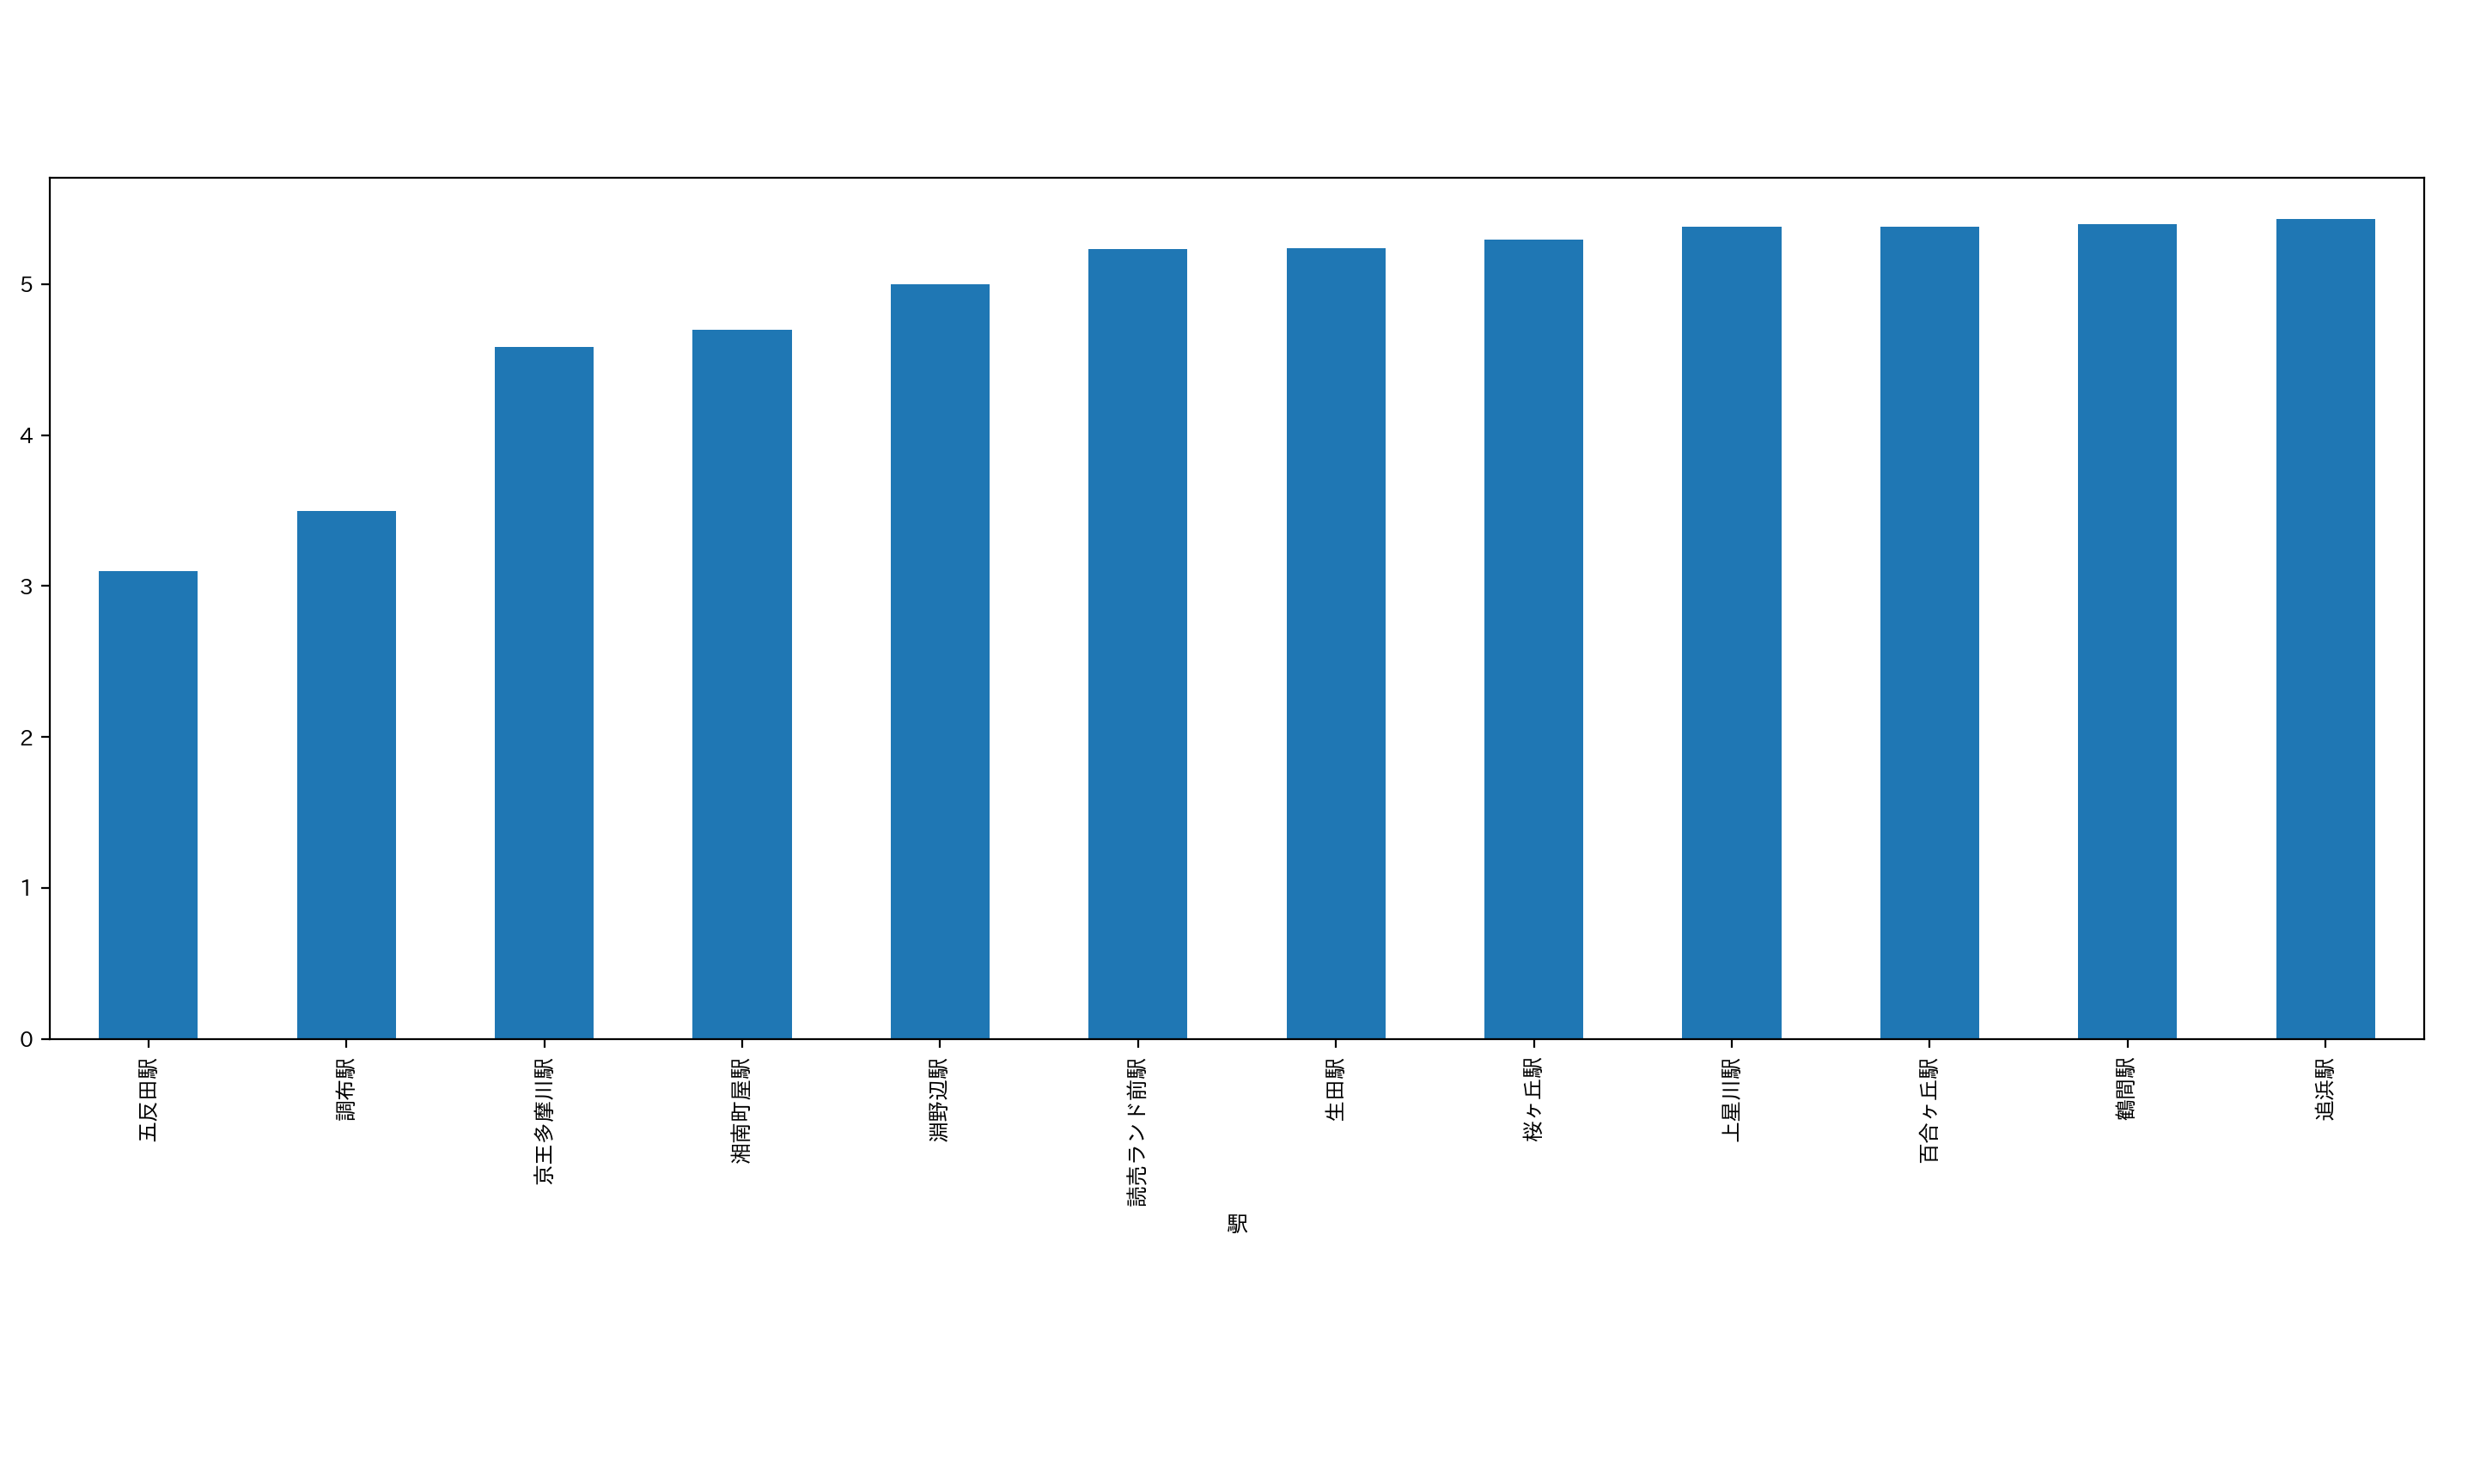 5
4
3
2
1
0
五反田駅
調布駅
京王多摩川駅
湘南町屋駅
淵野辺駅
読売ランド前駅
生田駅
桜ヶ丘駅
上星川駅
百合ヶ丘駅
鶴間駅
追浜駅
駅